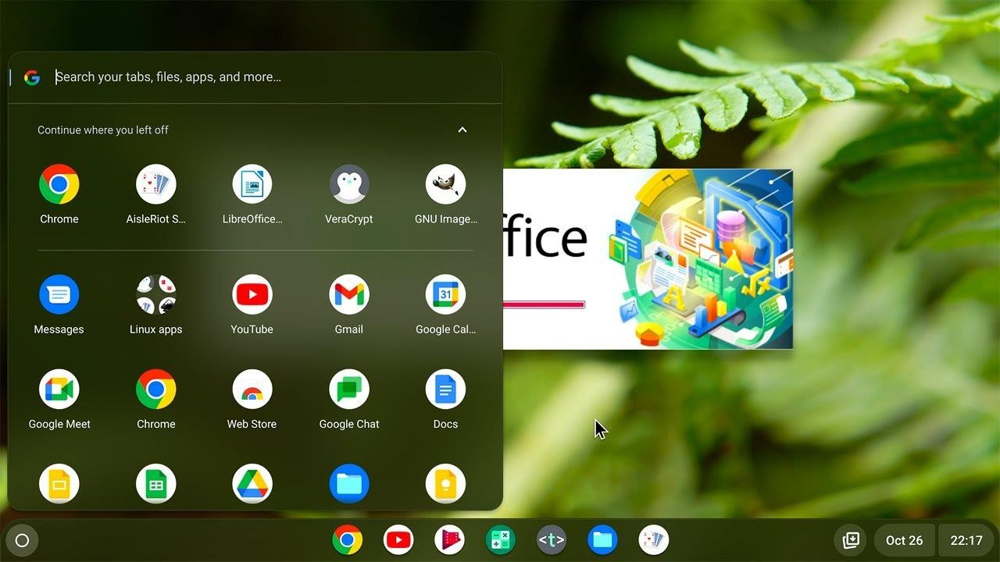 Search your tabs, files, apps, and more...
Continue where you left off
Chrome
AisleRiot S...
LibreOffice...
VeraCrypt
GNU Image...
ffice
31
Messages
Linux apps
YouTube
Gmail
Google Cal...
Google Meet
Chrome
Web Store
Google Chat
Docs
<t>
Oct 26
22:17